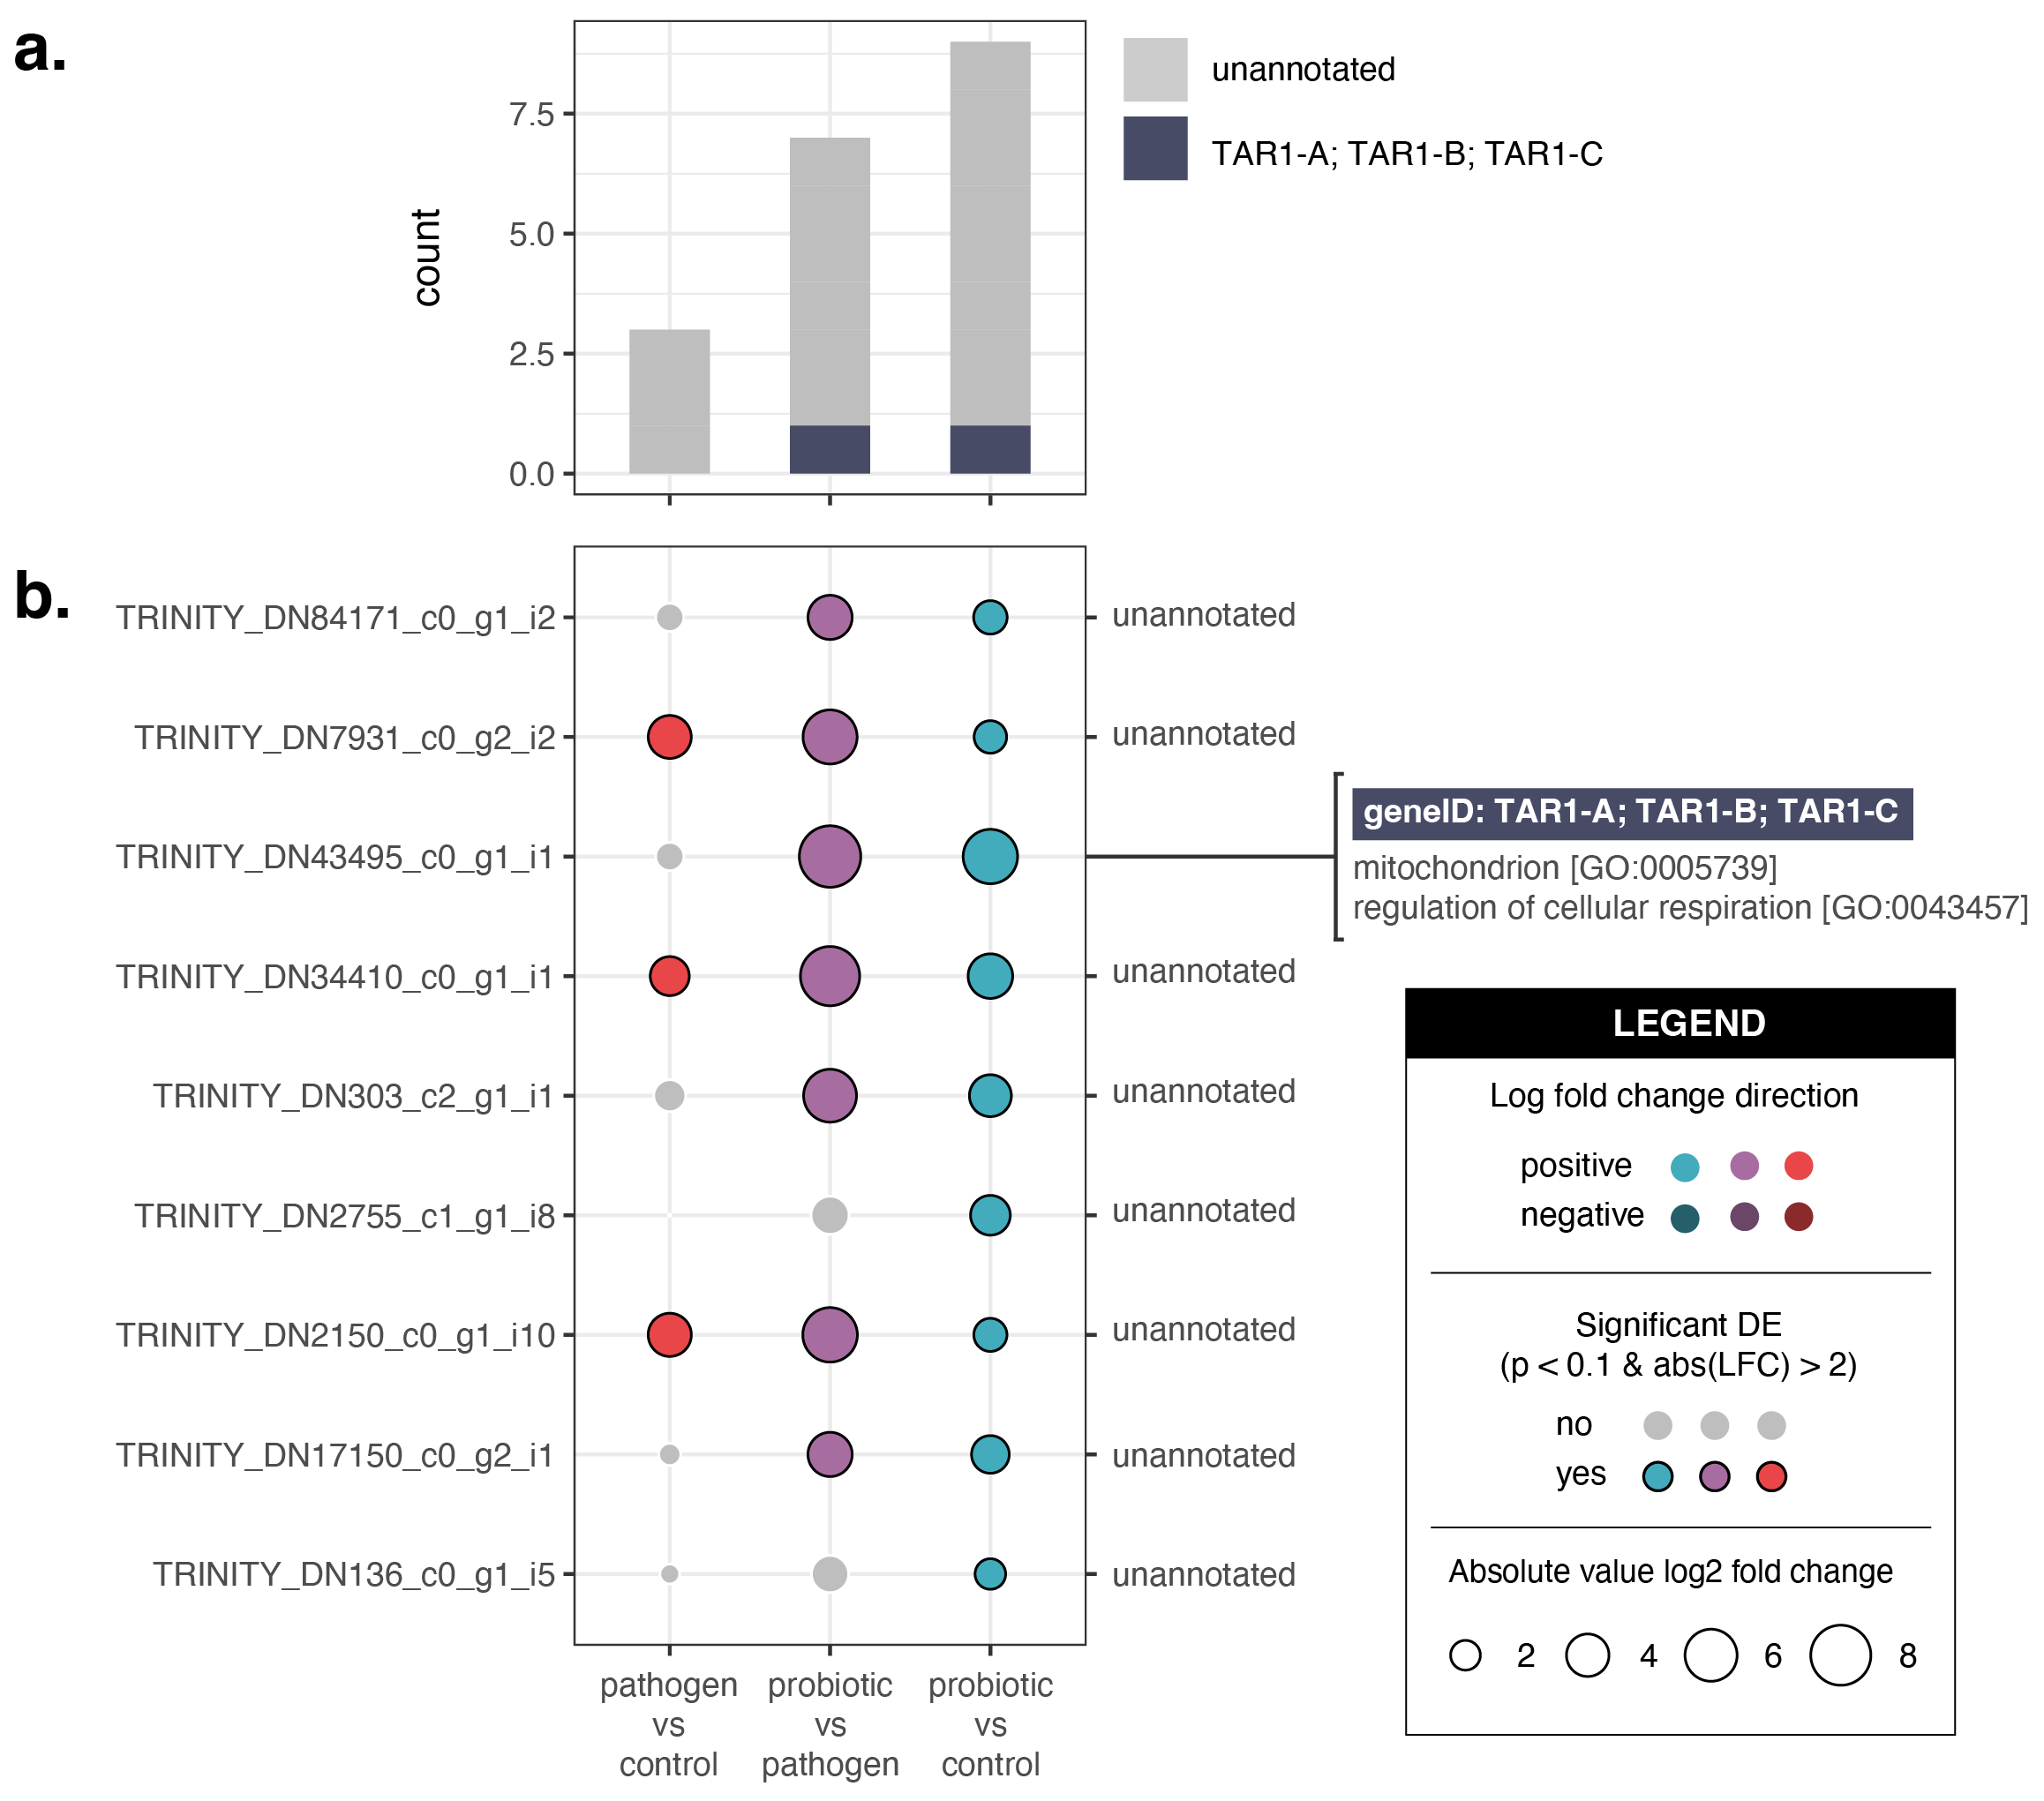 a.
unannotated
TAR1-A; TAR1-B; TAR1-C
count
7.5
5.0
2.5
0.0
b.
TRINITY_DN84171_c0_g1_i2 unannotated
TRINITY_DN7931_c0_g2_i2 unannotated
TRINITY_DN43495_c0_g1_i1
geneID: TAR1-A; TAR1-B; TAR1-C
mitochondrion [GO:0005739]
regulation of cellular respiration [GO:0043457]
TRINITY_DN34410_c0_g1_i1 unannotated
TRINITY_DN303_c2_g1_i1 unannotated
TRINITY_DN2755_c1_g1_i8 unannotated
TRINITY_DN2150_c0_g1_i10 unannotated
TRINITY_DN17150_c0_g2_i1 unannotated
TRINITY_DN136_c0_g1_i5 unannotated
pathogen
vs
control
probiotic
vs
pathogen
probiotic
vs
control
LEGEND
Log fold change direction
positive
negative
Significant DE
(p < 0.1 & abs(LFC) > 2)
no
yes
Absolute value log2 fold change
2 4 6 8